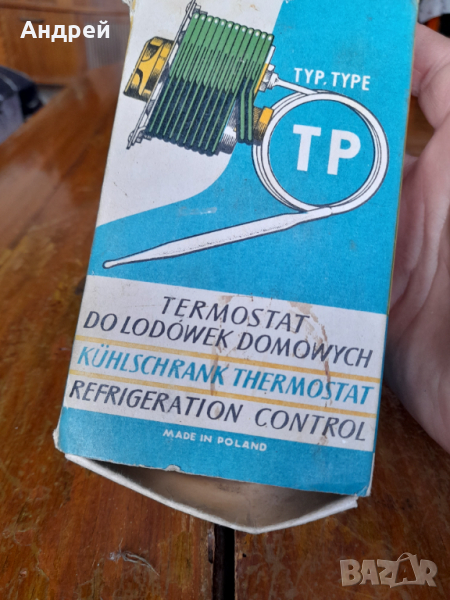 Андрей
TYP. TYPE
TP
TERMOSTAT
DO LODÓWEK DOMOWYCH
KÜHLSCHRANK THERMOSTAT
REFRIGERATION CONTROL
MADE IN POLAND
BAZAR